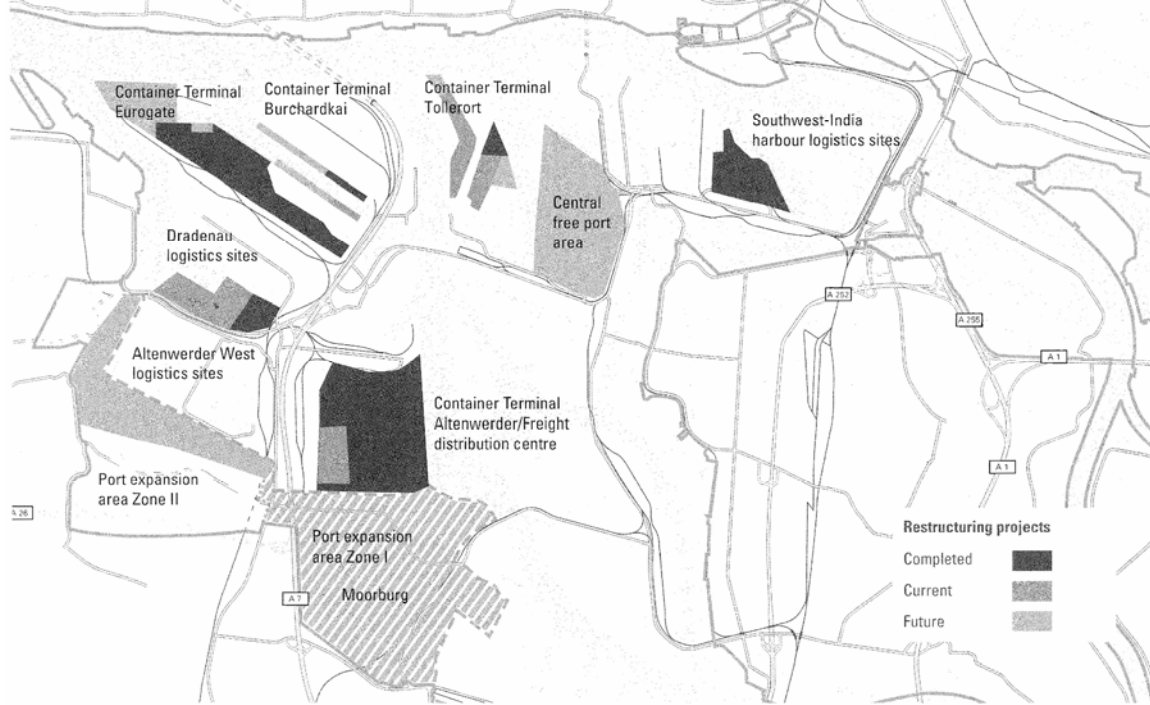 Container Terminal
Eurogate
Container Terminal
Burchardkai
Container Terminal
Tollerort
Southwest-India
harbour logistics sites
Central
free port
area
Dradenau
logistics sites
A 252
A 255
A 1
Altenwerder West
logistics sites
Container Terminal
Altenwerder/Freight
distribution centre
A 1
Port expansion
area Zone II
A 26
Port expansion
area Zone I
Moorburg
A 7
Restructuring projects
Completed
Current
Future